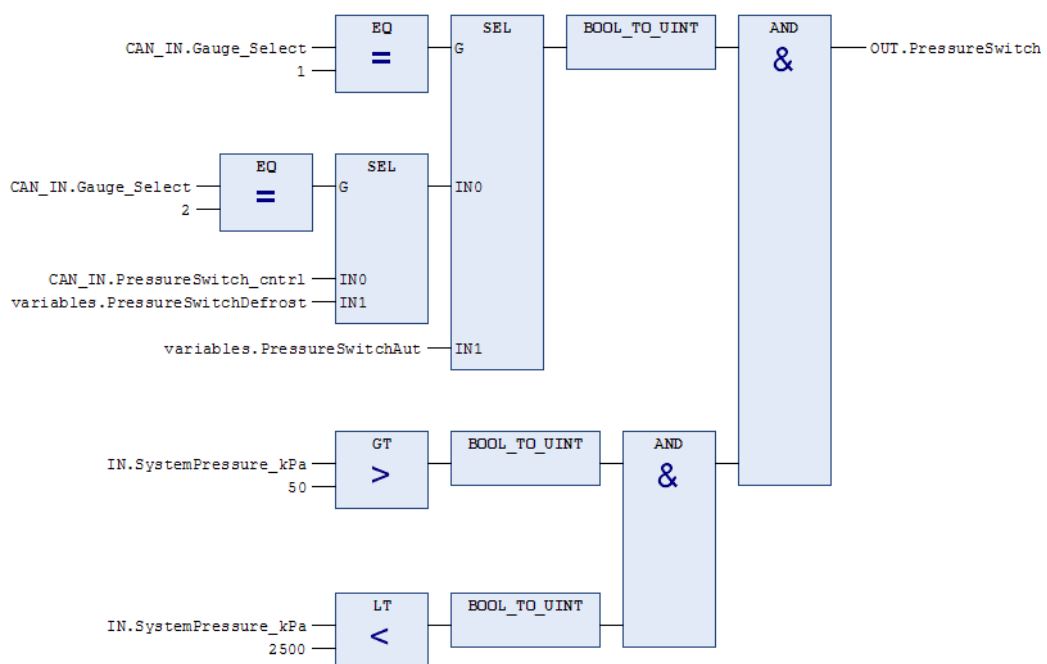 EQ SEL BOOL_TO_UINT AND
CAN_IN.Gauge_Select = G & OUT.PressureSwitch
1
EQ SEL
CAN_IN.Gauge_Select = G IN0
2
CAN_IN.PressureSwitch_cntrl IN0
variables.PressureSwitchDefrost IN1
variables.PressureSwitchAut IN1
GT BOOL_TO_UINT AND
IN.SystemPressure_kPa > &
50
LT BOOL_TO_UINT
IN.SystemPressure_kPa <
2500